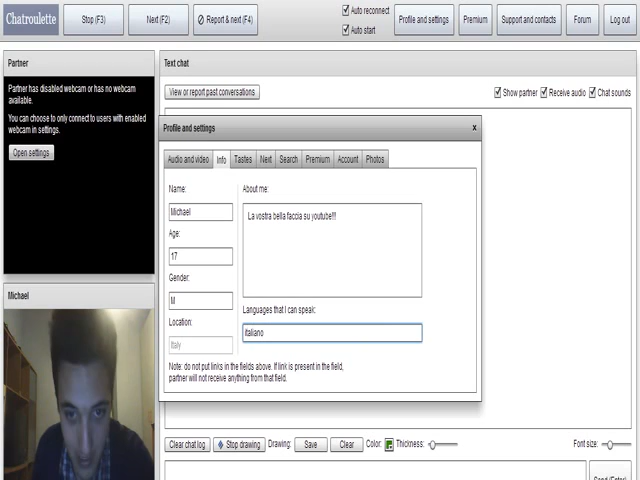 Chatroulette
Stop (F3)
Next (F2)
Report & next (F4)
Auto reconnect
Auto start
Profile and settings
Premium
Support and contacts
Forum
Log out
Partner
Partner has disabled webcam or has no webcam
available.
You can choose to only connect to users with enabled
webcam in settings.
Open settings
Text chat
View or report past conversations
Show partner
Receive audio
Chat sounds
Profile and settings
x
Audio and video
Info
Tastes
Next
Search
Premium
Account
Photos
Name:
Michael
Age:
17
Gender:
M
Location:
Italy
About me:
La vostra bella faccia su youtube!!!
Languages that I can speak:
Italiano
Note: do not put links in the fields above. If link is present in the field,
partner will not receive anything from that field.
Michael
Clear chat log
Stop drawing
Drawing:
Save
Clear
Color:
Thickness:
Font size:
Send (Enter)